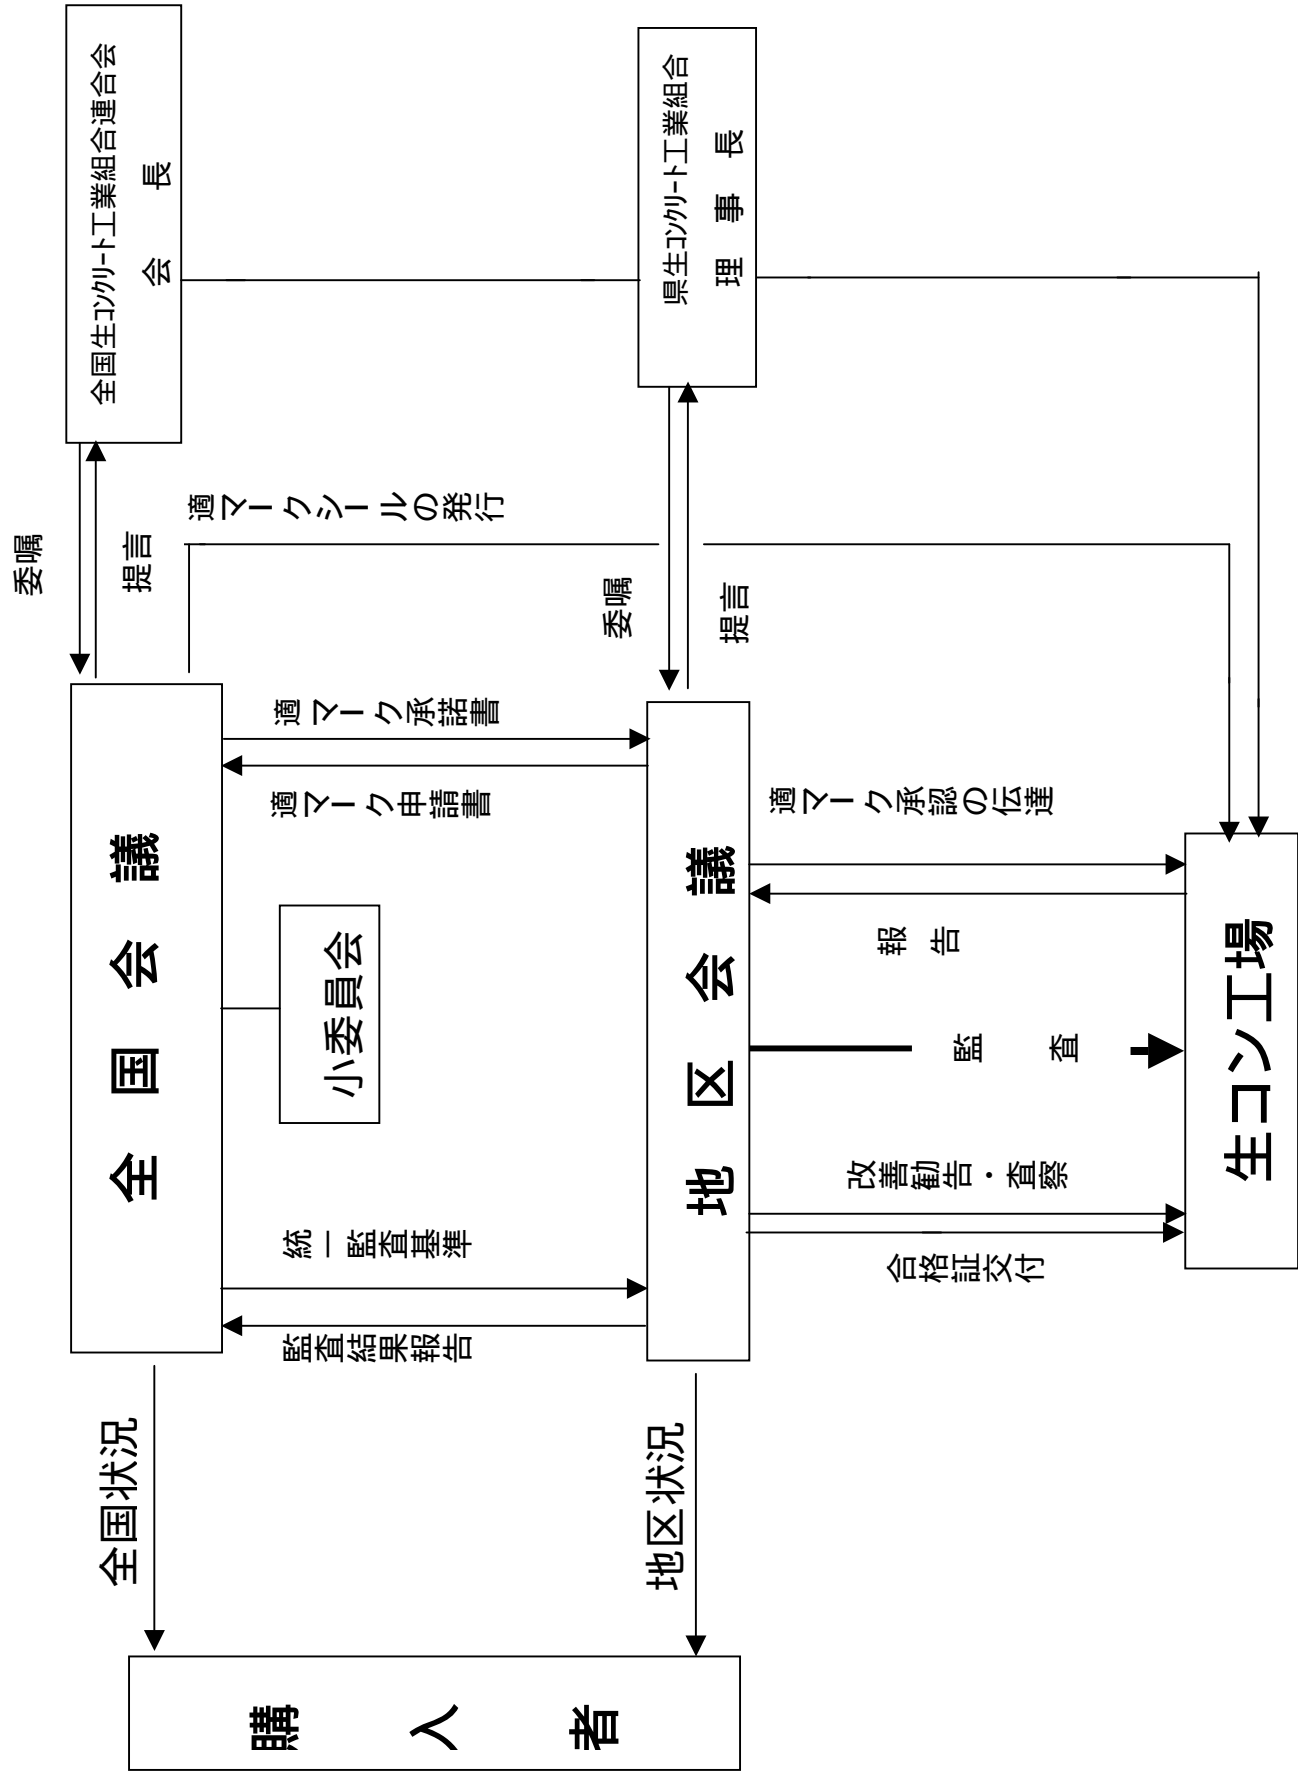 全国生コンクリート工業組合連合会
会長
委嘱
提言
全国会議
全国状況
適マークシールの発行
適マーク承諾書
適マーク申請書
小委員会
統一監査基準
監査結果報告
県生コンクリート工業組合
理事長
委嘱
提言
地区会議
地区状況
適マーク承認の伝達
報告
監査
改善勧告・査察
合格証交付
生コン工場
購入者